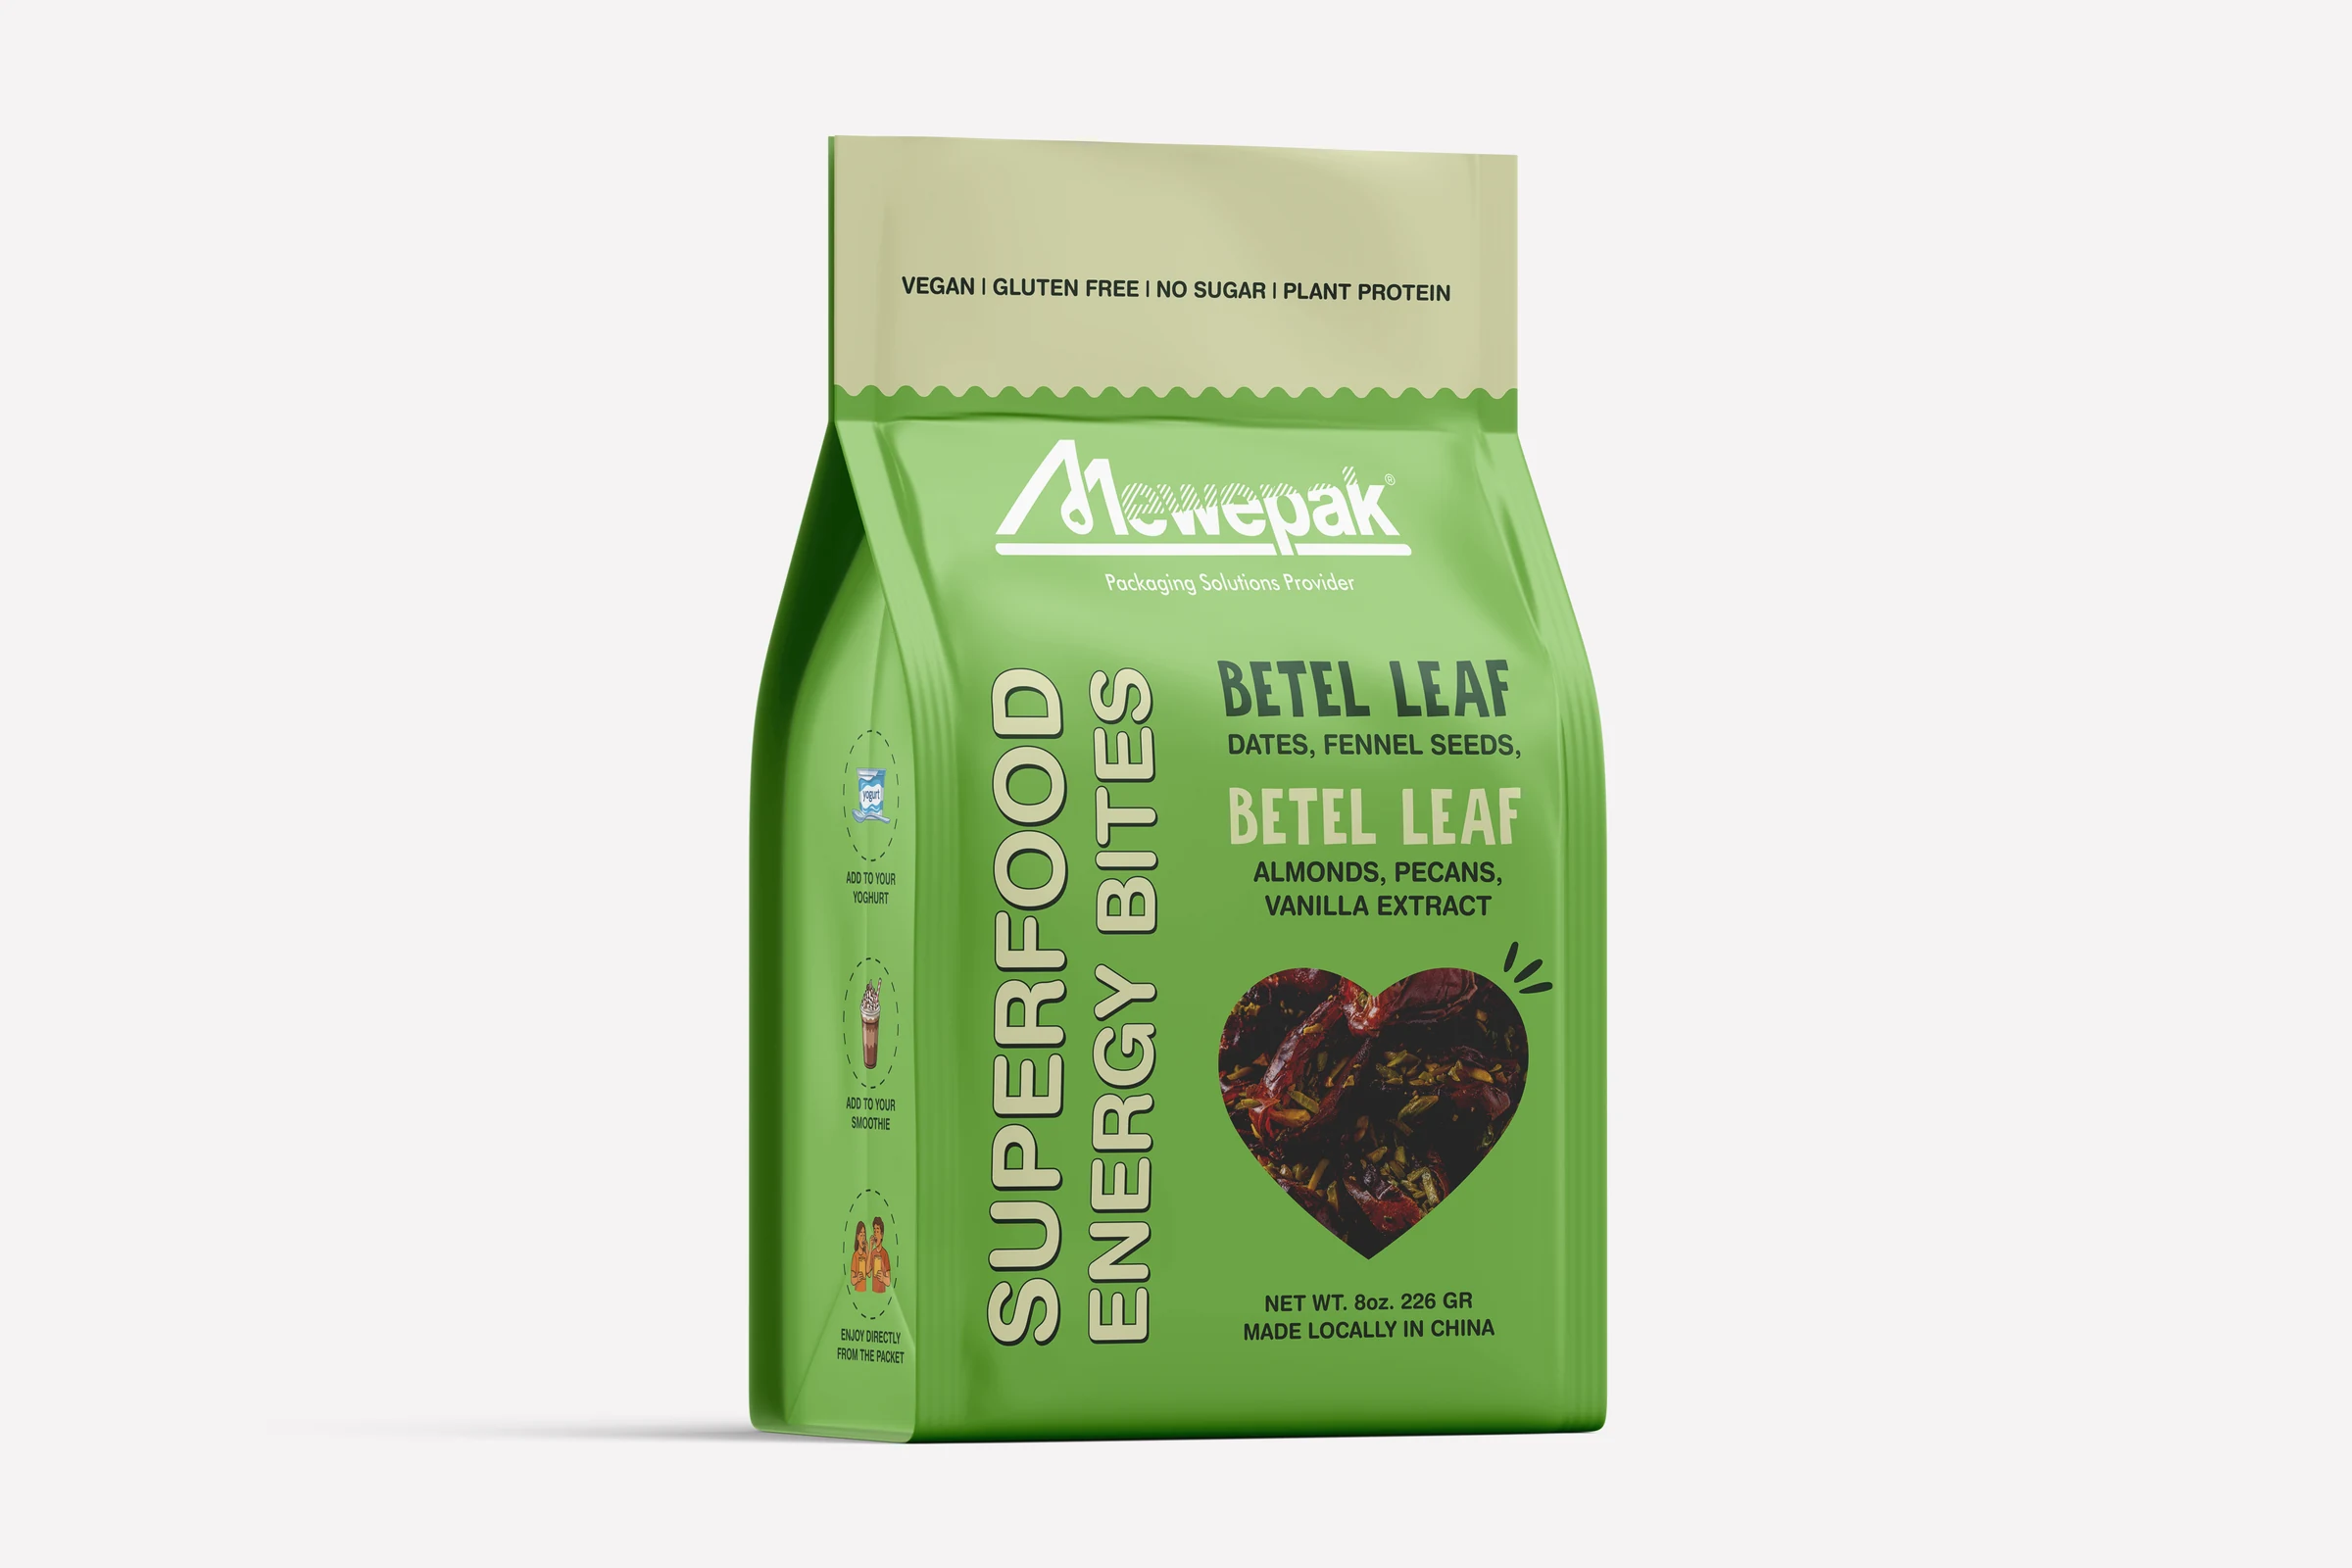 VEGAN | GLUTEN FREE | NO SUGAR | PLANT PROTEIN
Mewepak®
Packaging Solutions Provider
SUPERFOOD
ENERGY BITES
BETEL LEAF
DATES, FENNEL SEEDS,
BETEL LEAF
ALMONDS, PECANS,
VANILLA EXTRACT
NET WT. 8oz. 226 GR
MADE LOCALLY IN CHINA
yogurt
ADD TO YOUR
YOGHURT
ADD TO YOUR
SMOOTHIE
ENJOY DIRECTLY
FROM THE PACKET